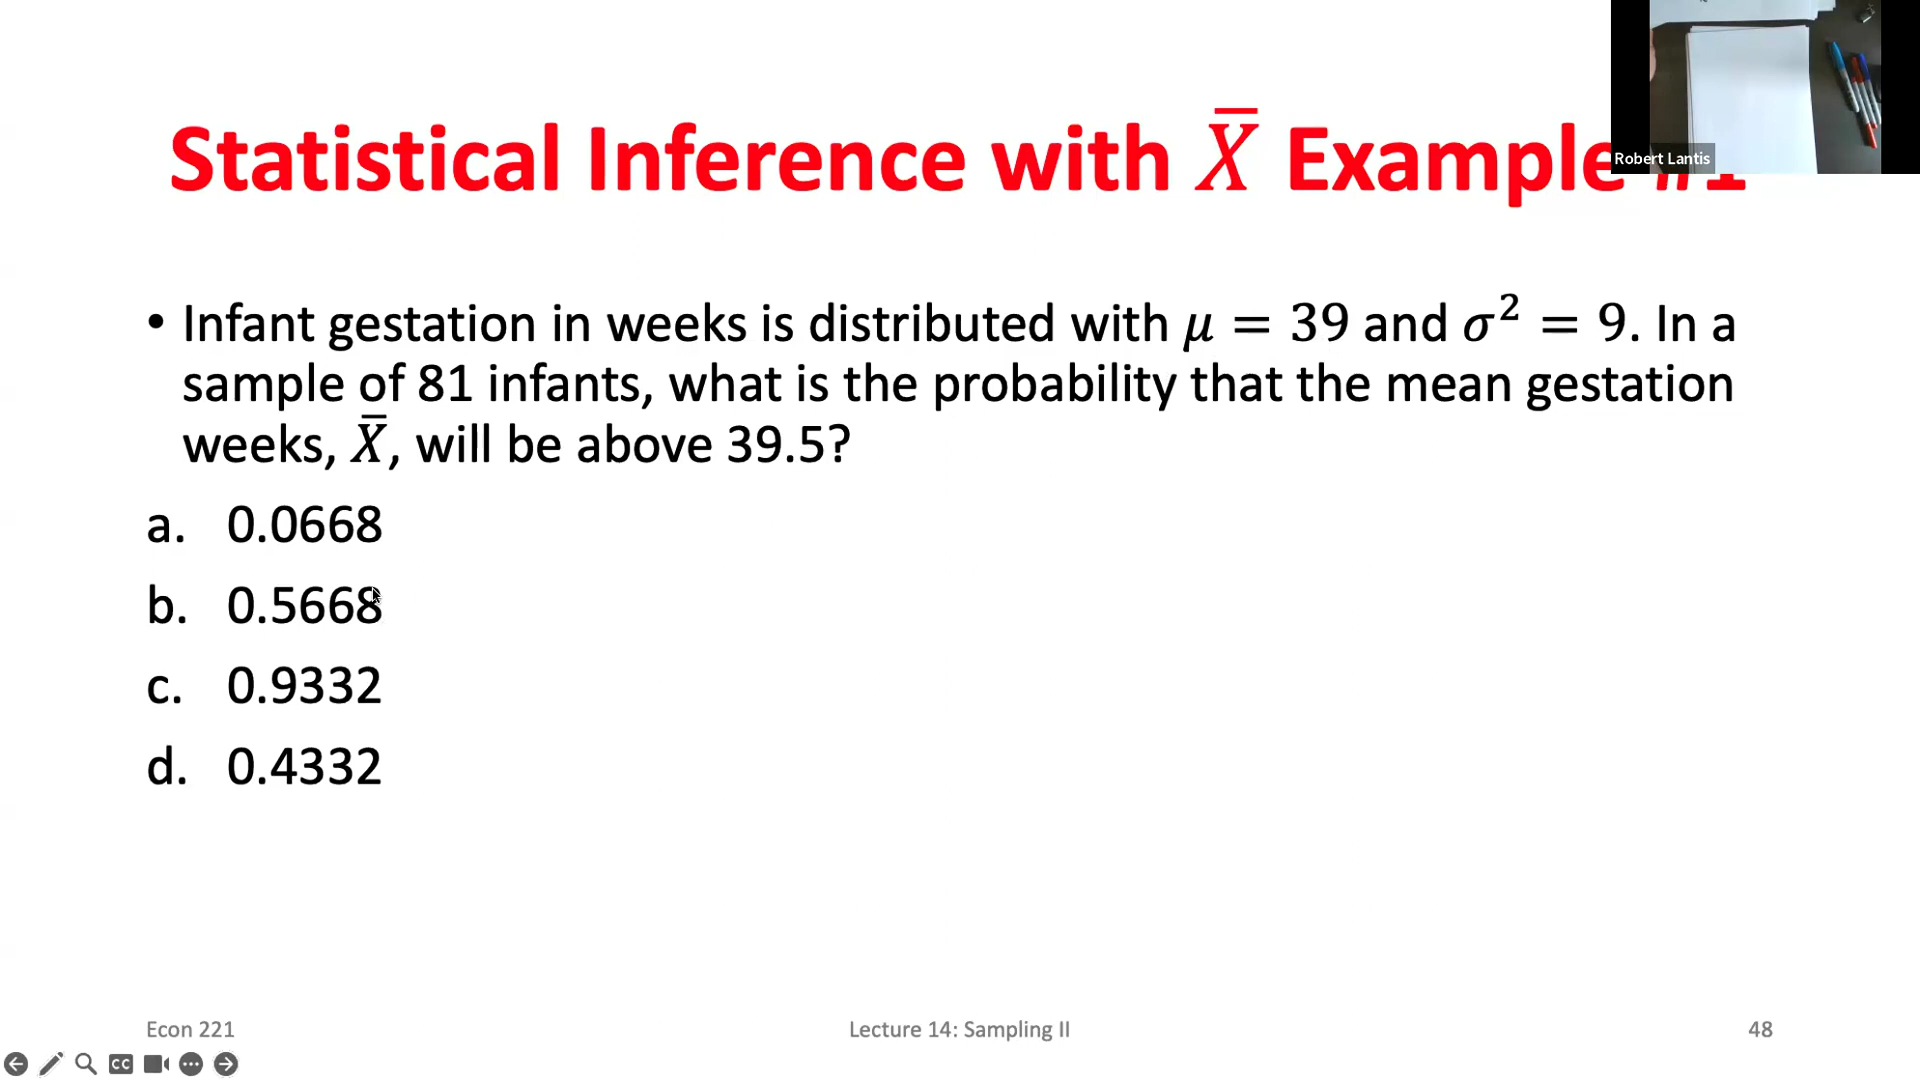 Statistical Inference with X̄ Example #1
Robert Lantis
• Infant gestation in weeks is distributed with μ = 39 and σ² = 9. In a
sample of 81 infants, what is the probability that the mean gestation
weeks, X̄, will be above 39.5?
a. 0.0668
b. 0.5668
c. 0.9332
d. 0.4332
Econ 221
Lecture 14: Sampling II
48
CC